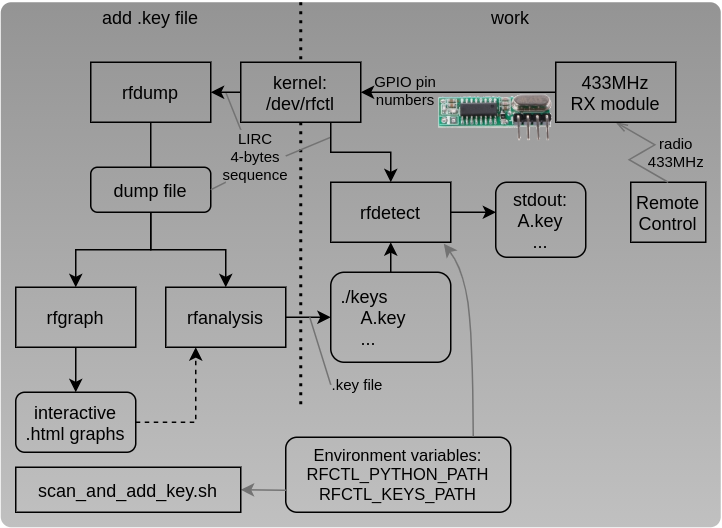 add .key file
work
rfdump
kernel:
/dev/rfctl
GPIO pin
numbers
433MHz
RX module
LIRC
4-bytes
sequence
radio
433MHz
dump file
rfdetect
stdout:
A.key
...
Remote
Control
rfgraph
rfanalysis
./keys
A.key
...
.key file
interactive
.html graphs
Environment variables:
RFCTL_PYTHON_PATH
RFCTL_KEYS_PATH
scan_and_add_key.sh